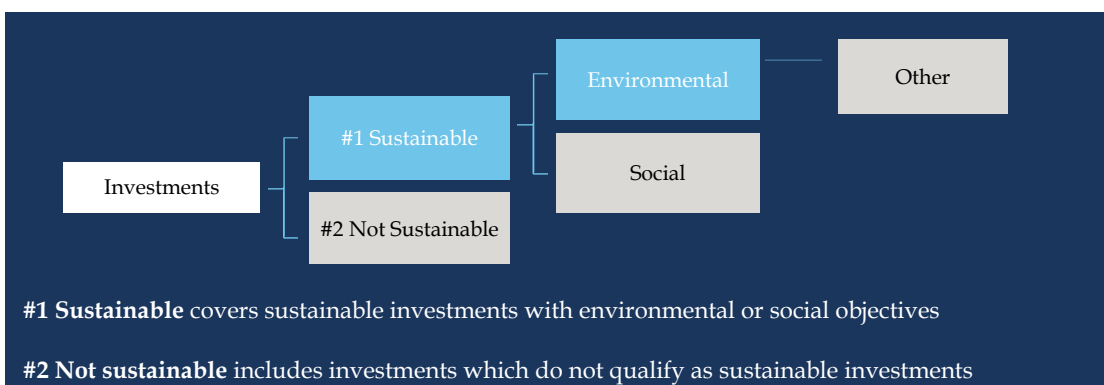 Environmental
Other
#1 Sustainable
Social
Investments
#2 Not Sustainable
#1 Sustainable covers sustainable investments with environmental or social objectives
#2 Not sustainable includes investments which do not qualify as sustainable investments